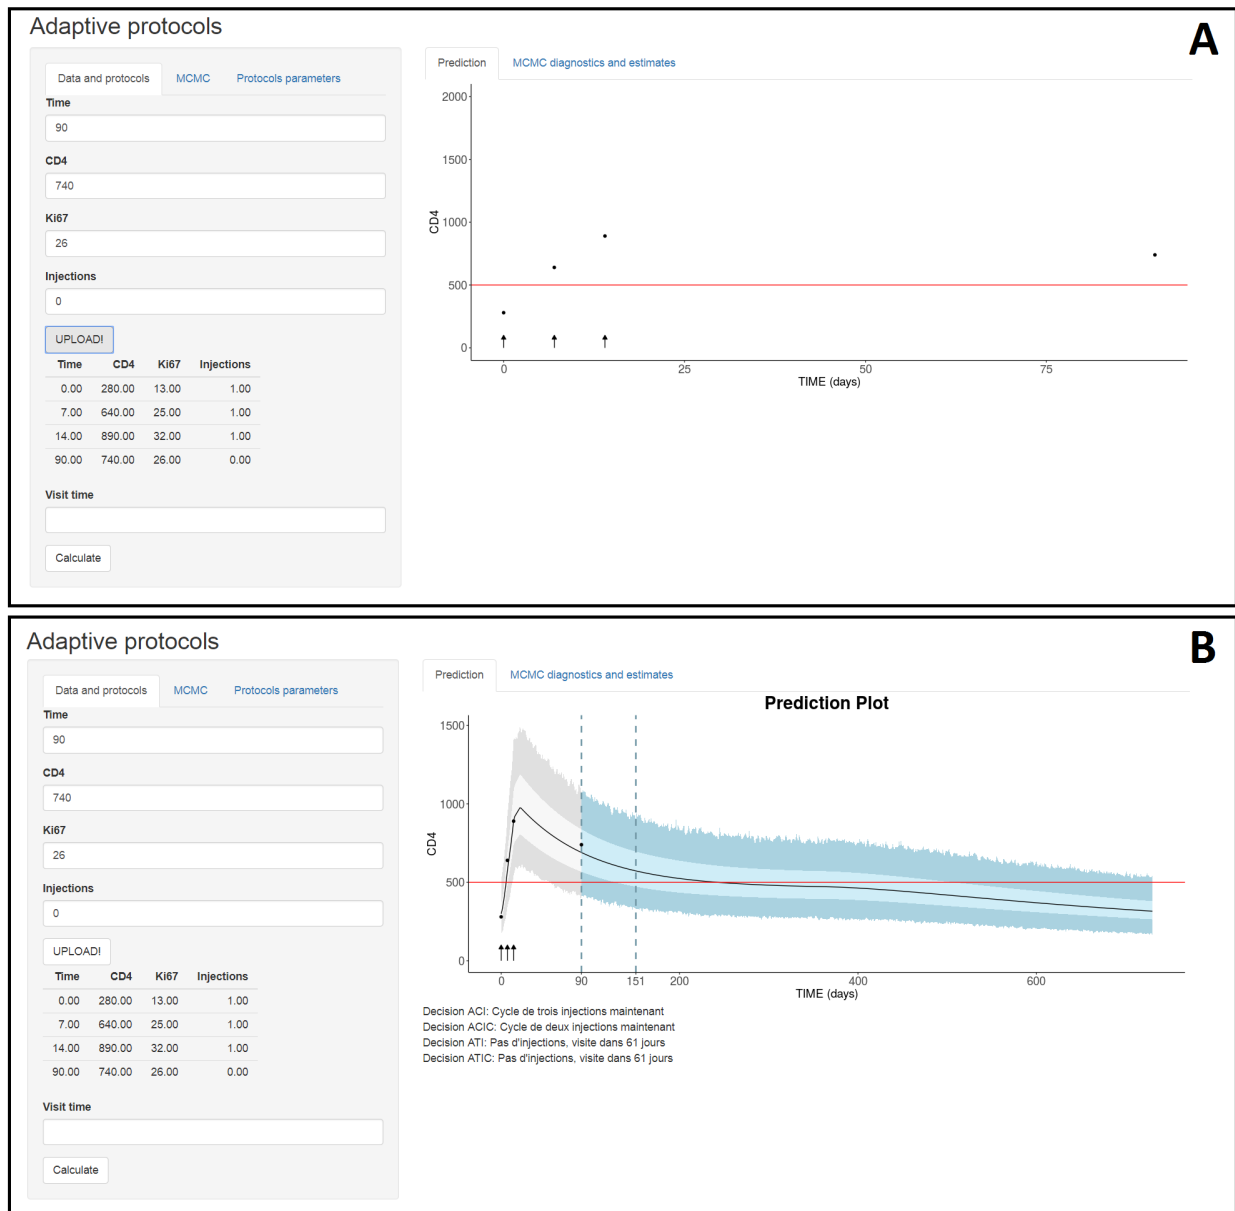 Adaptive protocols
A
Data and protocols MCMC Protocols parameters
Time
90
CD4
740
Ki67
26
Injections
0
UPLOAD!
Time CD4 Ki67 Injections
0.00 280.00 13.00 1.00
7.00 640.00 25.00 1.00
14.00 890.00 32.00 1.00
90.00 740.00 26.00 0.00
Visit time
Calculate
Prediction MCMC diagnostics and estimates
2000
1500
1000
500
0
CD4
0 25 50 75
TIME (days)
Adaptive protocols
B
Data and protocols MCMC Protocols parameters
Time
90
CD4
740
Ki67
26
Injections
0
UPLOAD!
Time CD4 Ki67 Injections
0.00 280.00 13.00 1.00
7.00 640.00 25.00 1.00
14.00 890.00 32.00 1.00
90.00 740.00 26.00 0.00
Visit time
Calculate
Prediction MCMC diagnostics and estimates
Prediction Plot
1500
1000
500
0
CD4
0 90 151 200 400 600
TIME (days)
Decision ACI: Cycle de trois injections maintenant
Decision ACIC: Cycle de deux injections maintenant
Decision ATI: Pas d'injections, visite dans 61 jours
Decision ATIC: Pas d'injections, visite dans 61 jours